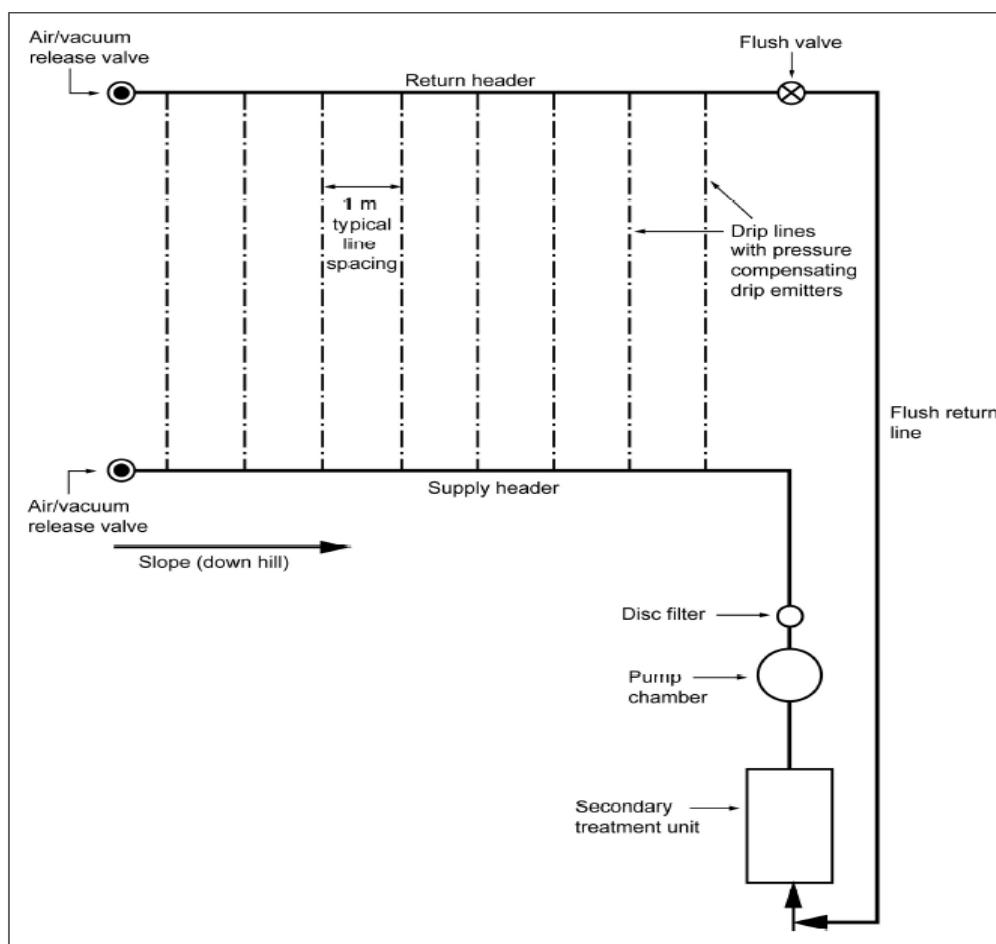 Air/vacuum
release valve
Flush valve
Return header
1 m
typical
line
spacing
Drip lines
with pressure
compensating
drip emitters
Flush return
line
Supply header
Air/vacuum
release valve
Slope (down hill)
Disc filter
Pump
chamber
Secondary
treatment unit